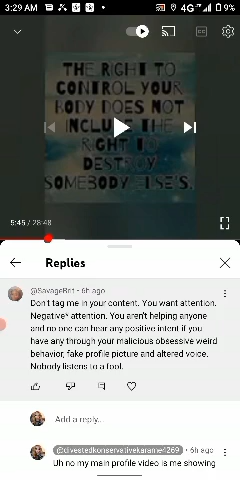 3:29 AM
4G
9%
THE RIGHT TO
CONTROL YOUR
BODY DOES NOT
INCLUDE THE
RIGHT TO
DESTROY
SOMEBODY ELSE'S.
5:45 / 28:48
Replies
@SavageBrit • 6h ago
Don't tag me in your content. You want attention.
Negative* attention. You aren't helping anyone
and no one can hear any positive intent if you
have any through your malicious obsessive weird
behavior, fake profile picture and altered voice.
Nobody listens to a fool.
Add a reply...
@divestedkonservativekarame4269 • 6h ago
Uh no my main profile video is me showing